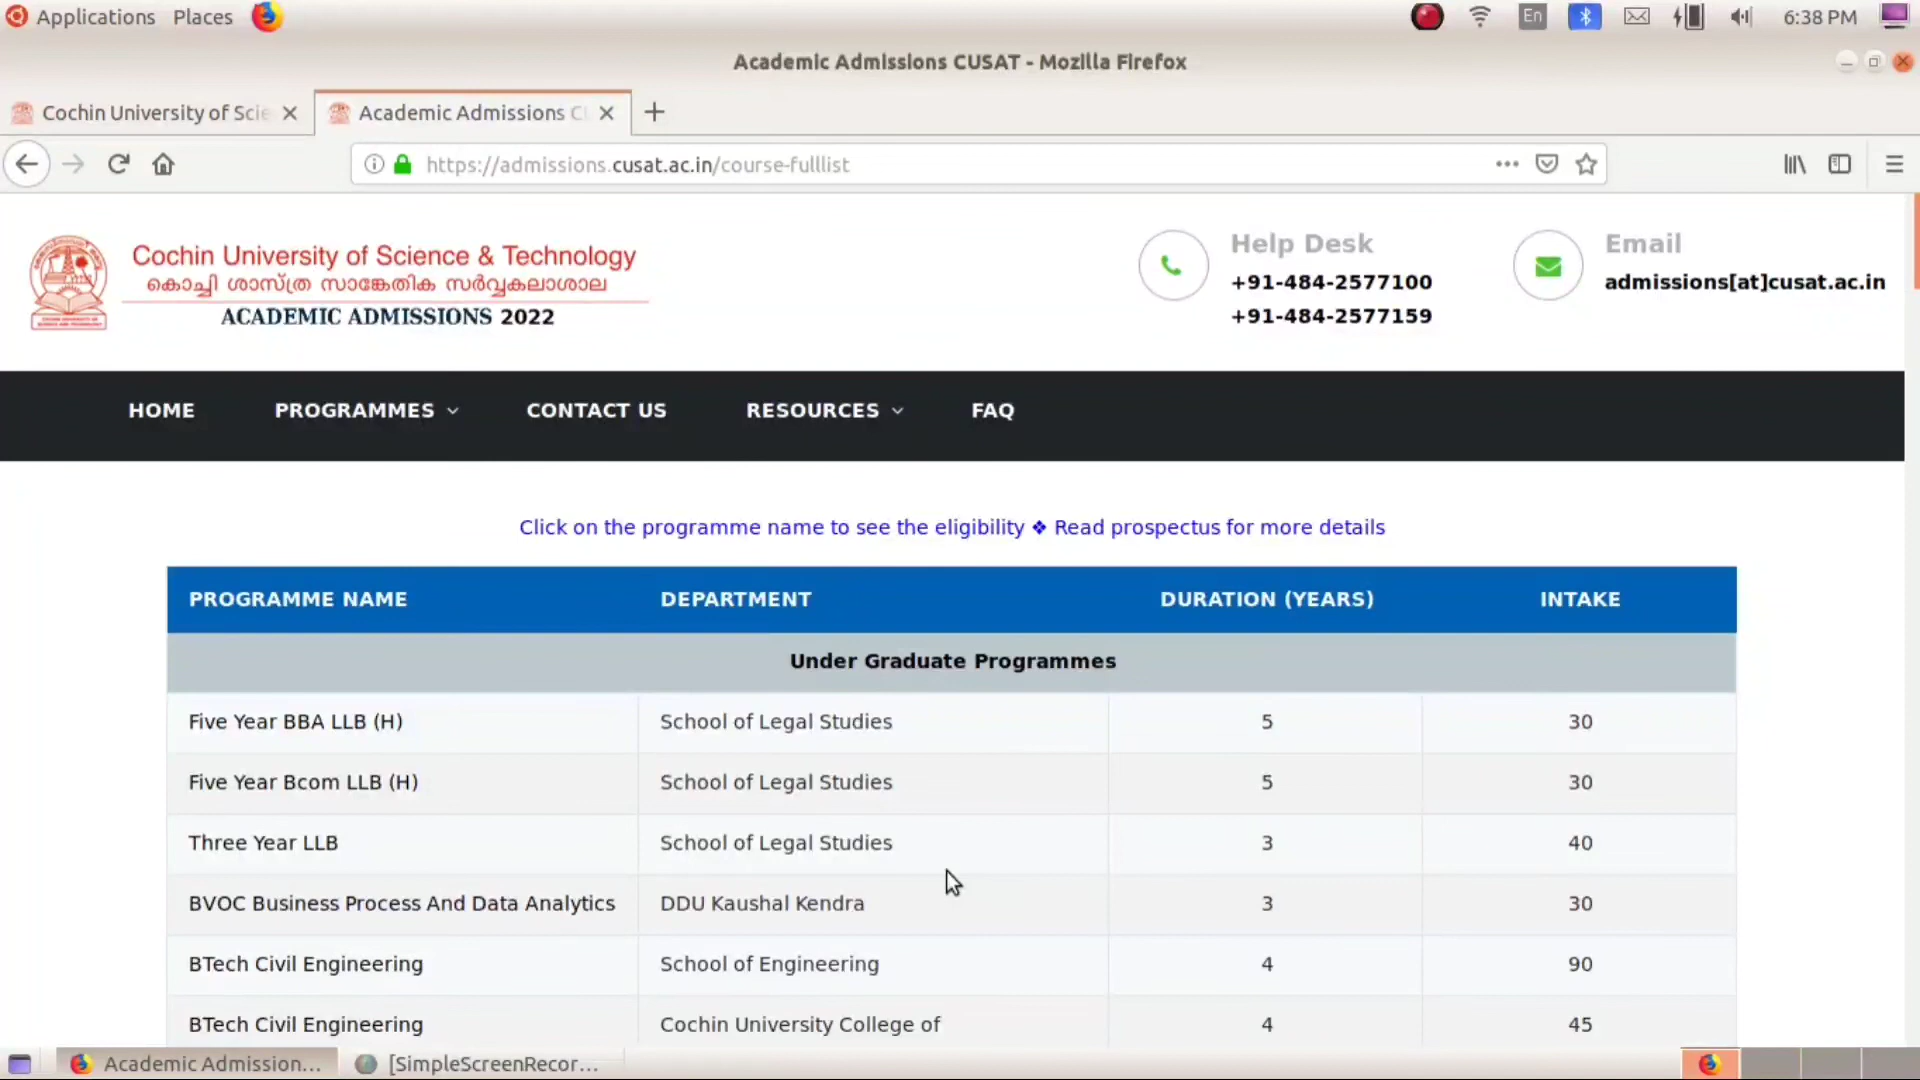 Applications Places En 6:38 PM
Academic Admissions CUSAT - Mozilla Firefox
Cochin University of Scie Academic Admissions C
https://admissions.cusat.ac.in/course-fulllist
Cochin University of Science & Technology
കൊച്ചി ശാസ്ത്ര സാങ്കേതിക സർവ്വകലാശാല
ACADEMIC ADMISSIONS 2022
Help Desk
+91-484-2577100
+91-484-2577159
Email
admissions[at]cusat.ac.in
HOME PROGRAMMES CONTACT US RESOURCES FAQ
Click on the programme name to see the eligibility ❖ Read prospectus for more details
PROGRAMME NAME DEPARTMENT DURATION (YEARS) INTAKE
Under Graduate Programmes
Five Year BBA LLB (H) School of Legal Studies 5 30
Five Year Bcom LLB (H) School of Legal Studies 5 30
Three Year LLB School of Legal Studies 3 40
BVOC Business Process And Data Analytics DDU Kaushal Kendra 3 30
BTech Civil Engineering School of Engineering 4 90
BTech Civil Engineering Cochin University College of 4 45
Academic Admission... [SimpleScreenRecor...